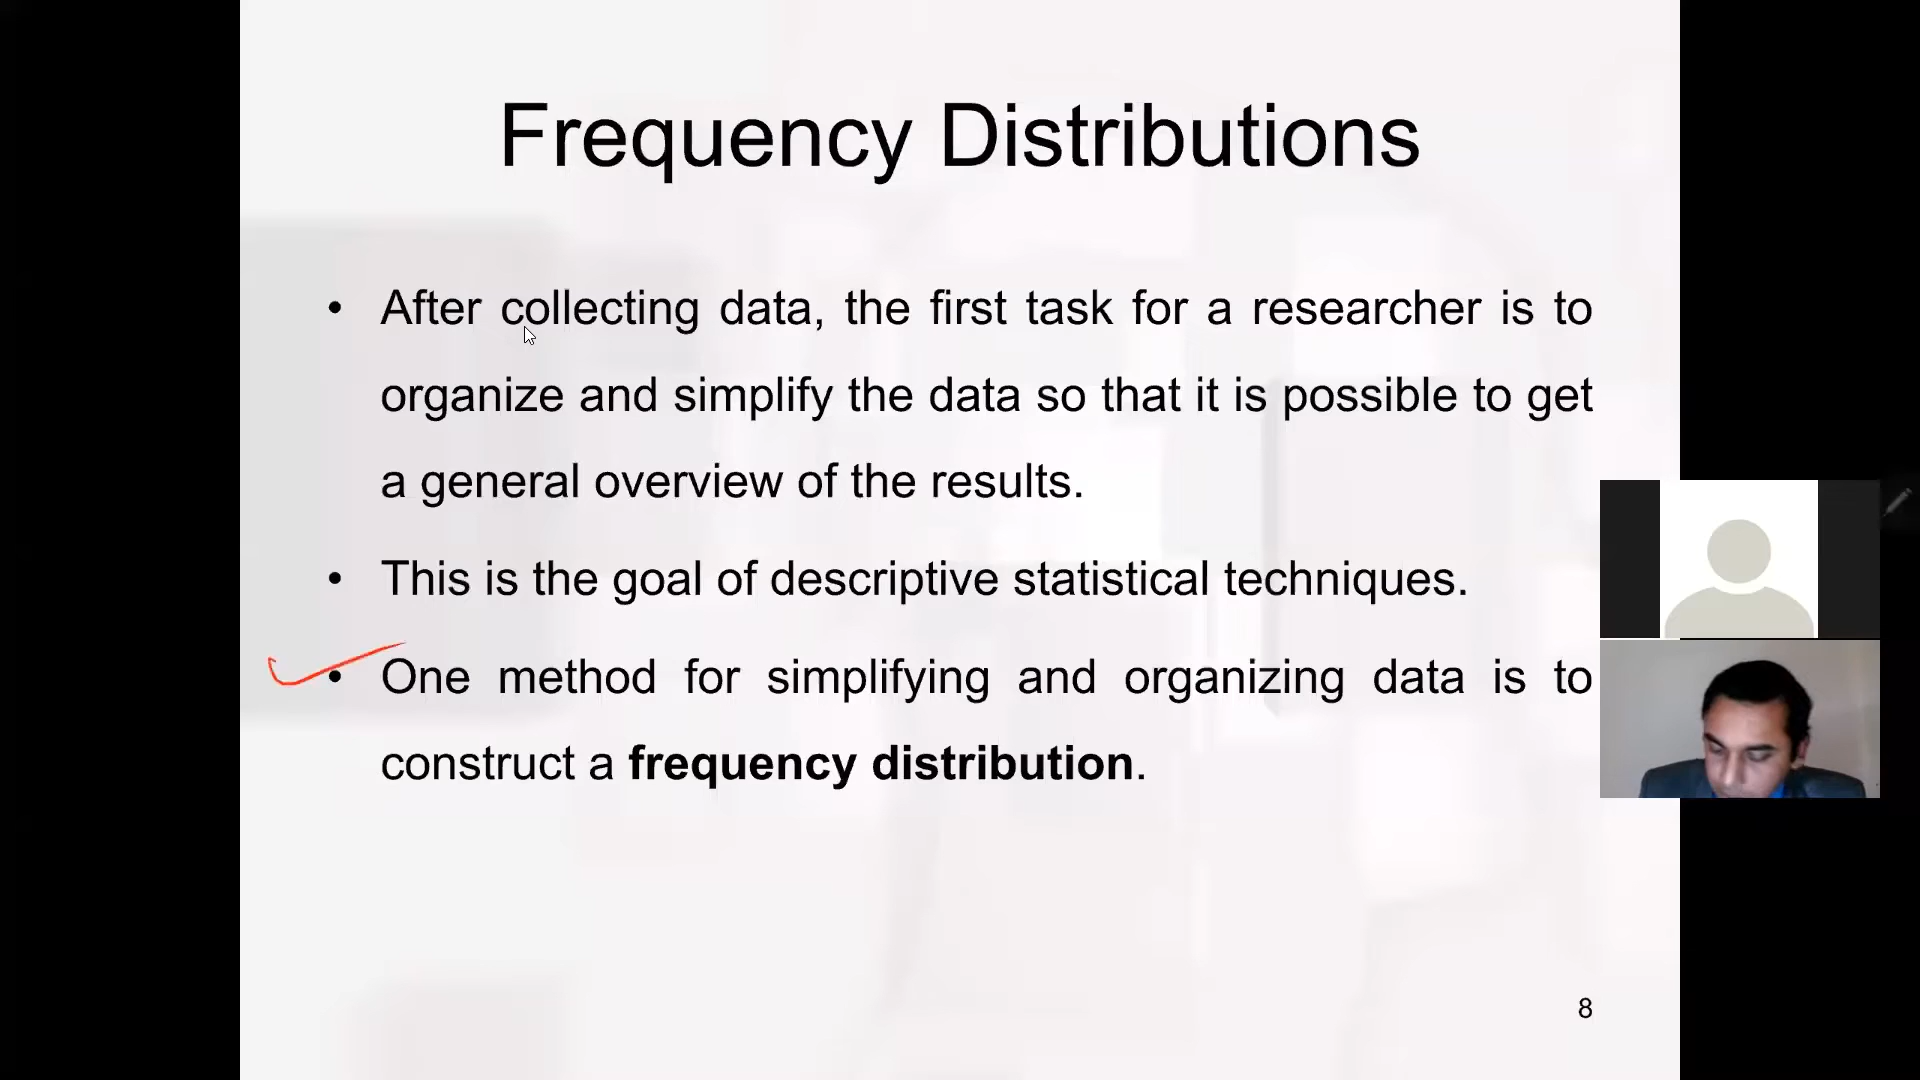 Frequency Distributions
• After collecting data, the first task for a researcher is to
organize and simplify the data so that it is possible to get
a general overview of the results.
• This is the goal of descriptive statistical techniques.
• One method for simplifying and organizing data is to
construct a frequency distribution.
8